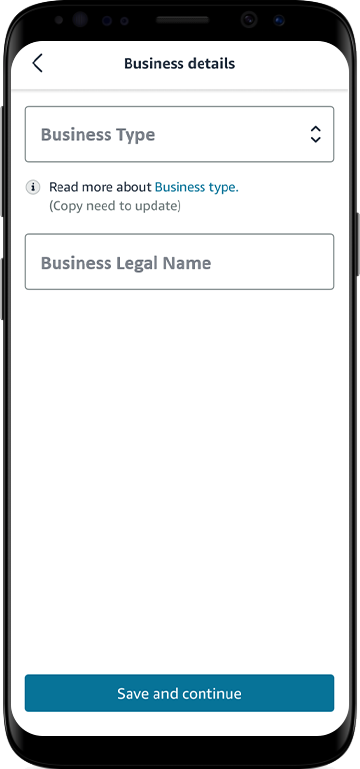 Business details
Business Type
Read more about Business type.
(Copy need to update)
Business Legal Name
Save and continue